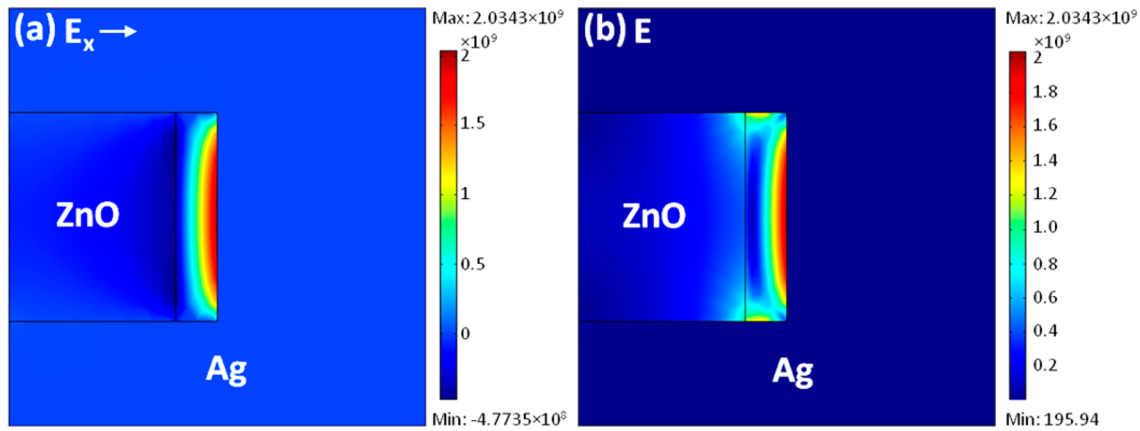 (a) Eₓ →
ZnO
Ag
Max: 2.0343×10⁹
×10⁹
2
1.5
1
0.5
0
Min: -4.7735×10⁸
(b) E
ZnO
Ag
Max: 2.0343×10⁹
×10⁹
2
1.8
1.6
1.4
1.2
1.0
0.8
0.6
0.4
0.2
Min: 195.94